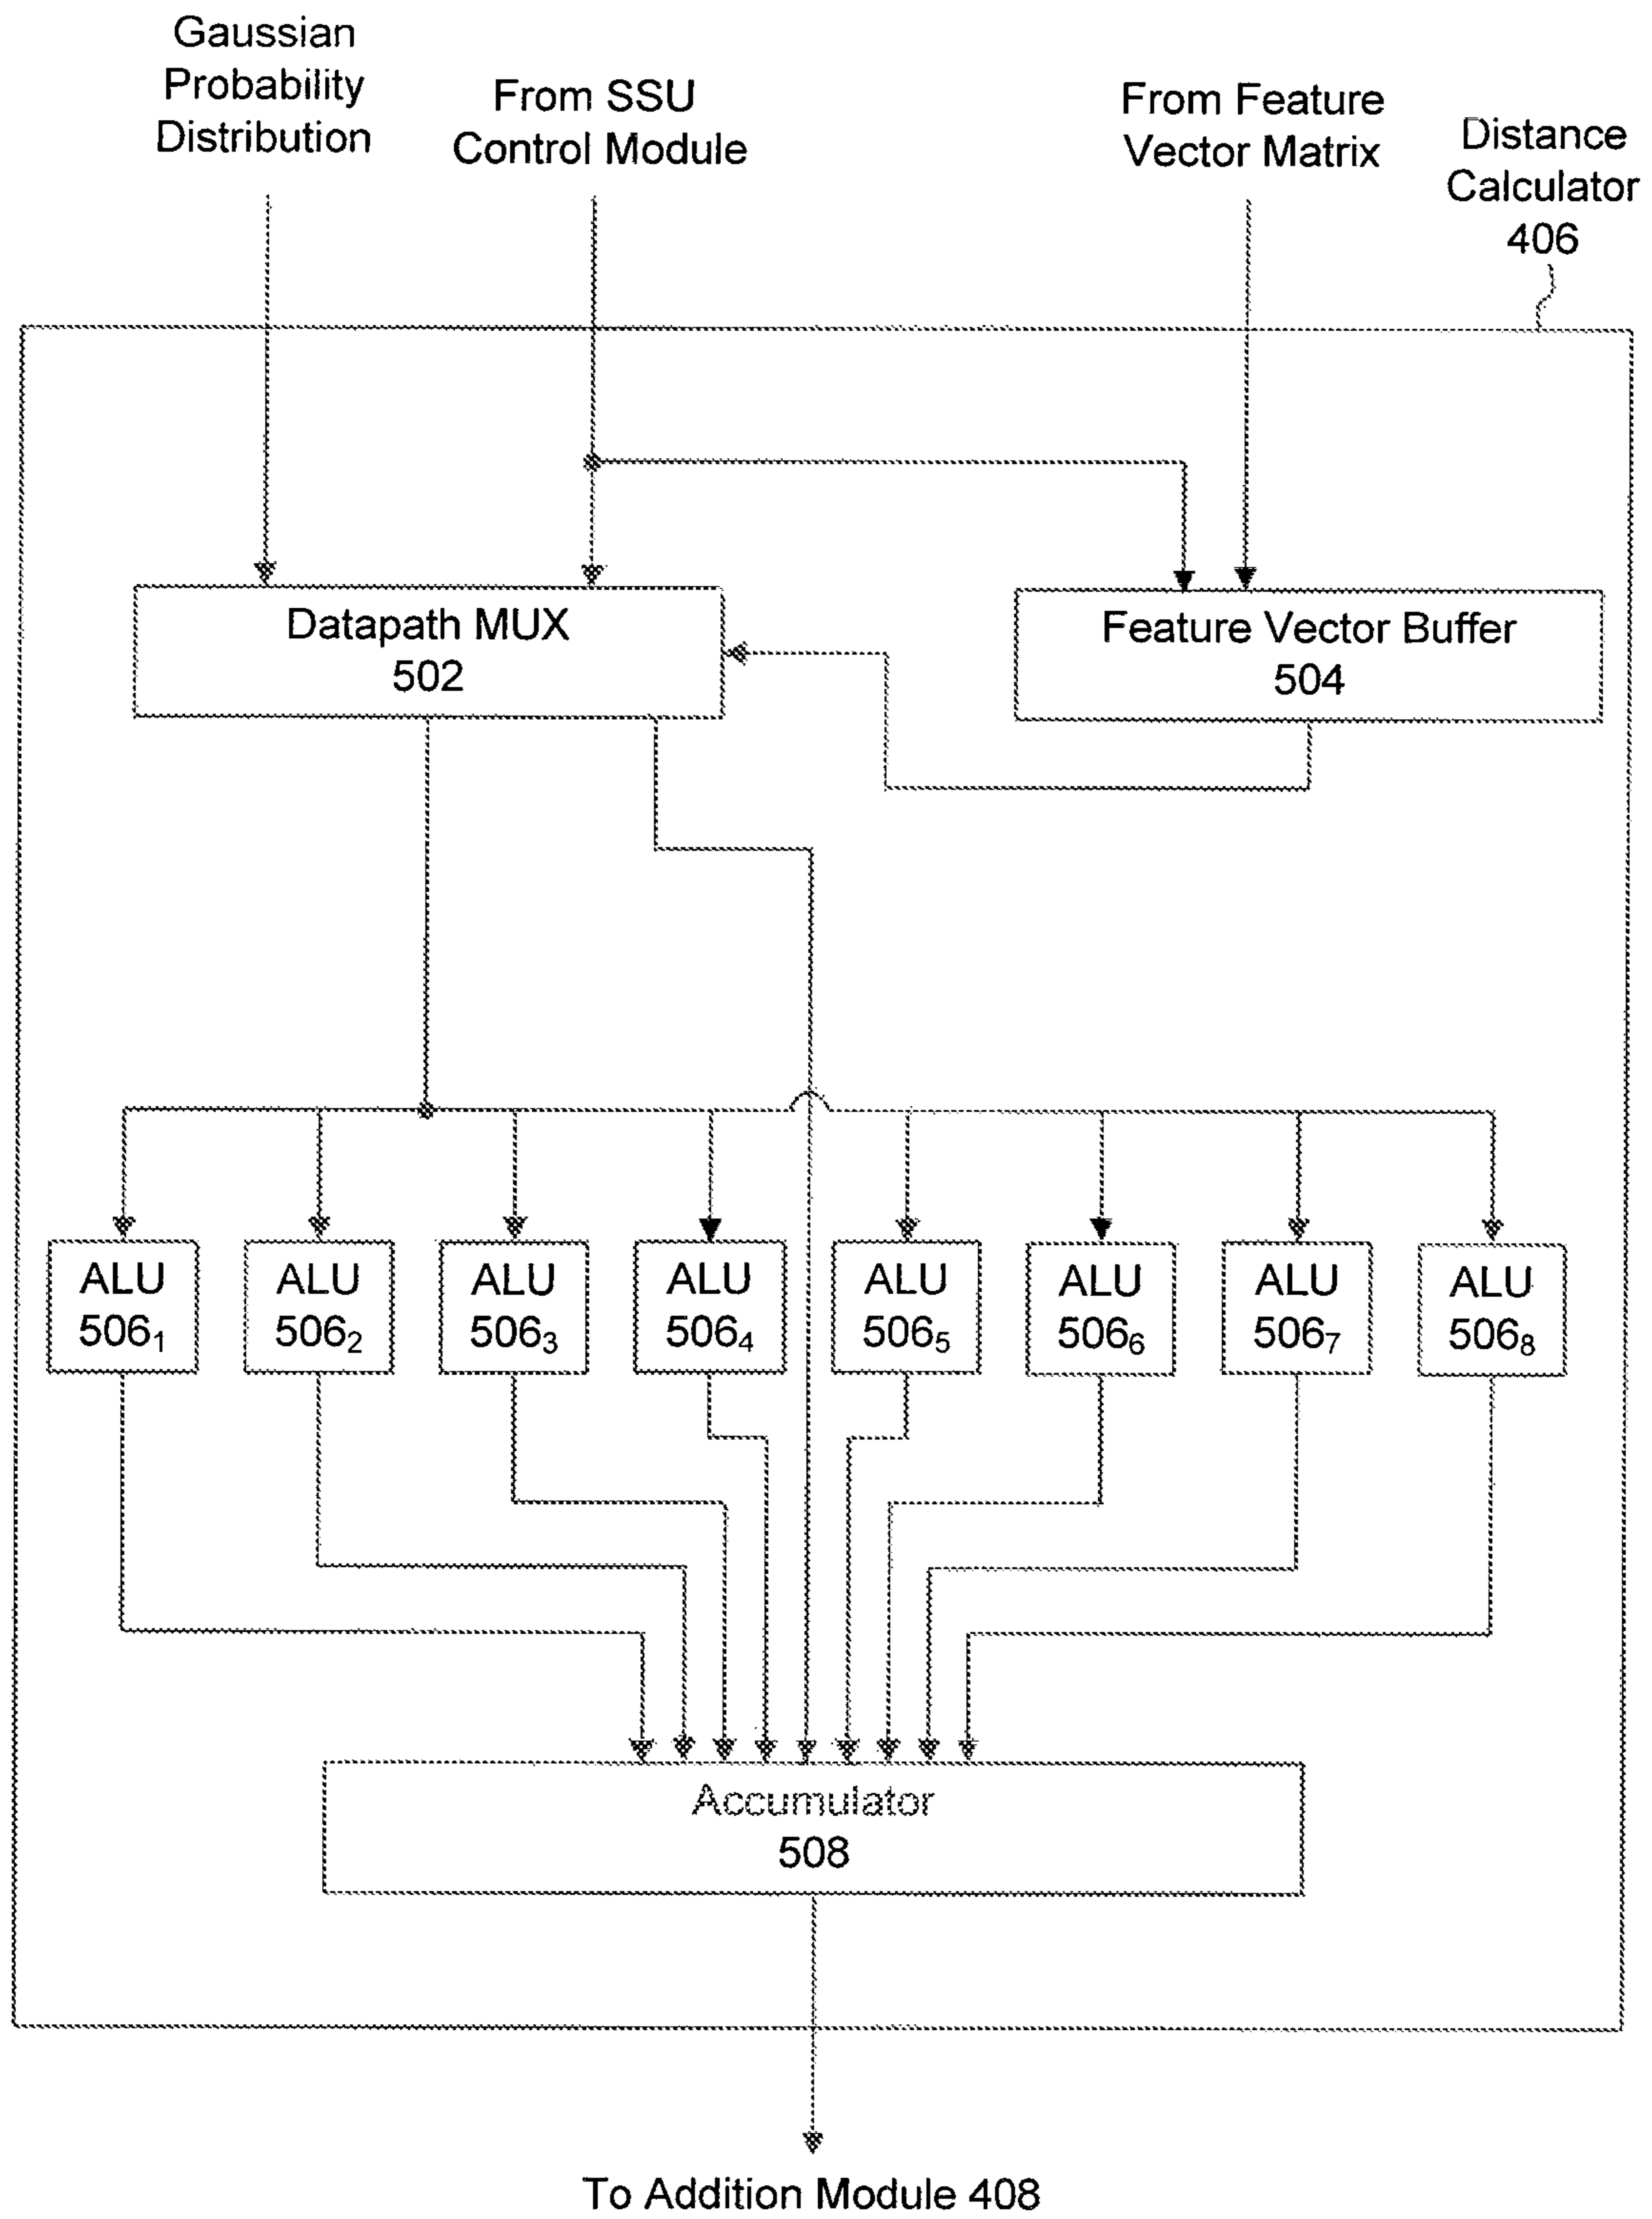 Gaussian
Probability
Distribution
From SSU
Control Module
From Feature
Vector Matrix
Distance
Calculator
406
Datapath MUX
502
Feature Vector Buffer
504
ALU
506₁
ALU
506₂
ALU
506₃
ALU
506₄
ALU
506₅
ALU
506₆
ALU
506₇
ALU
506₈
Accumulator
508
To Addition Module 408